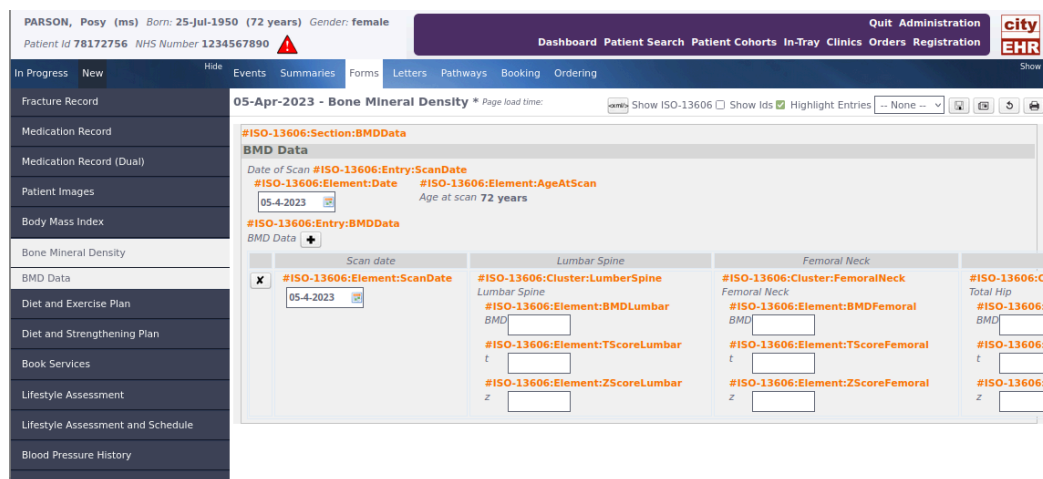 PARSON, Posy (ms) Born: 25-Jul-1950 (72 years) Gender: female
Patient Id 78172756 NHS Number 1234567890
Quit Administration
Dashboard Patient Search Patient Cohorts In-Tray Clinics Orders Registration
city
EHR
In Progress New Hide
Events Summaries Forms Letters Pathways Booking Ordering Show
Fracture Record
Medication Record
Medication Record (Dual)
Patient Images
Body Mass Index
Bone Mineral Density
BMD Data
Diet and Exercise Plan
Diet and Strengthening Plan
Book Services
Lifestyle Assessment
Lifestyle Assessment and Schedule
Blood Pressure History
05-Apr-2023 - Bone Mineral Density * Page load time:
Show ISO-13606 Show Ids Highlight Entries -- None --
#ISO-13606:Section:BMDData
BMD Data
Date of Scan #ISO-13606:Entry:ScanDate
#ISO-13606:Element:Date #ISO-13606:Element:AgeAtScan
05-4-2023 Age at scan 72 years
#ISO-13606:Entry:BMDData
BMD Data
Scan date Lumbar Spine Femoral Neck
#ISO-13606:Element:ScanDate #ISO-13606:Cluster:LumberSpine #ISO-13606:Cluster:FemoralNeck #ISO-13606:C
05-4-2023 Lumbar Spine Femoral Neck Total Hip
#ISO-13606:Element:BMDLumbar #ISO-13606:Element:BMDFemoral #ISO-13606:
BMD BMD BMD
#ISO-13606:Element:TScoreLumbar #ISO-13606:Element:TScoreFemoral #ISO-13606:
t t t
#ISO-13606:Element:ZScoreLumbar #ISO-13606:Element:ZScoreFemoral #ISO-13606:
z z z